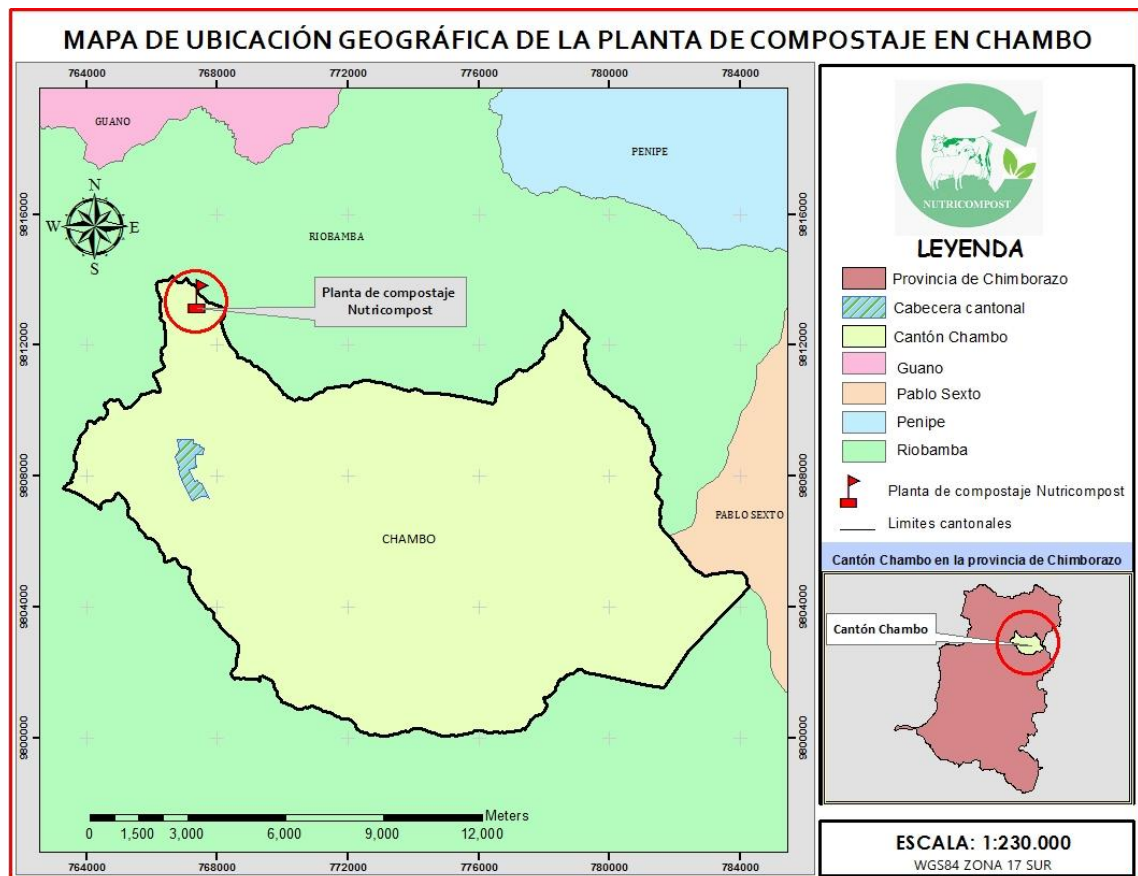 MAPA DE UBICACIÓN GEOGRÁFICA DE LA PLANTA DE COMPOSTAJE EN CHAMBO
764000 768000 772000 776000 780000 784000
GUANO
PENIPE
N
W E
S
RIOBAMBA
Planta de compostaje
Nutricompost
PABLO SEXTO
CHAMBO
9816000 9816000
9812000 9812000
9808000 9808000
9804000 9804000
9800000 9800000
Meters
0 1,500 3,000 6,000 9,000 12,000
764000 768000 772000 776000 780000 784000
NUTRICOMPOST
LEYENDA
Provincia de Chimborazo
Cabecera cantonal
Cantón Chambo
Guano
Pablo Sexto
Penipe
Riobamba
Planta de compostaje Nutricompost
Limites cantonales
Cantón Chambo en la provincia de Chimborazo
Cantón Chambo
ESCALA: 1:230.000
WGS84 ZONA 17 SUR